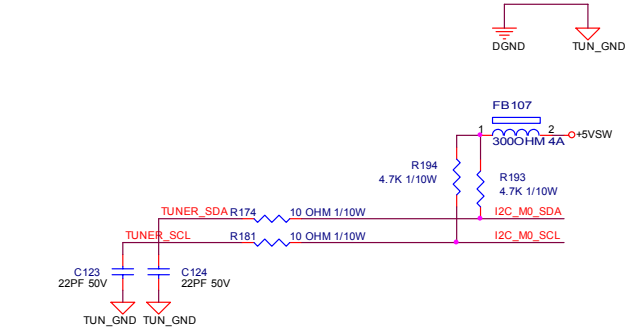 DGND
TUN_GND
FB107
1
2
+5VSW
300OHM 4A
R194
4.7K 1/10W
R193
4.7K 1/10W
TUNER_SDA R174 10 OHM 1/10W I2C_M0_SDA
TUNER_SCL R181 10 OHM 1/10W I2C_M0_SCL
C123
22PF 50V
C124
22PF 50V
TUN_GND TUN_GND